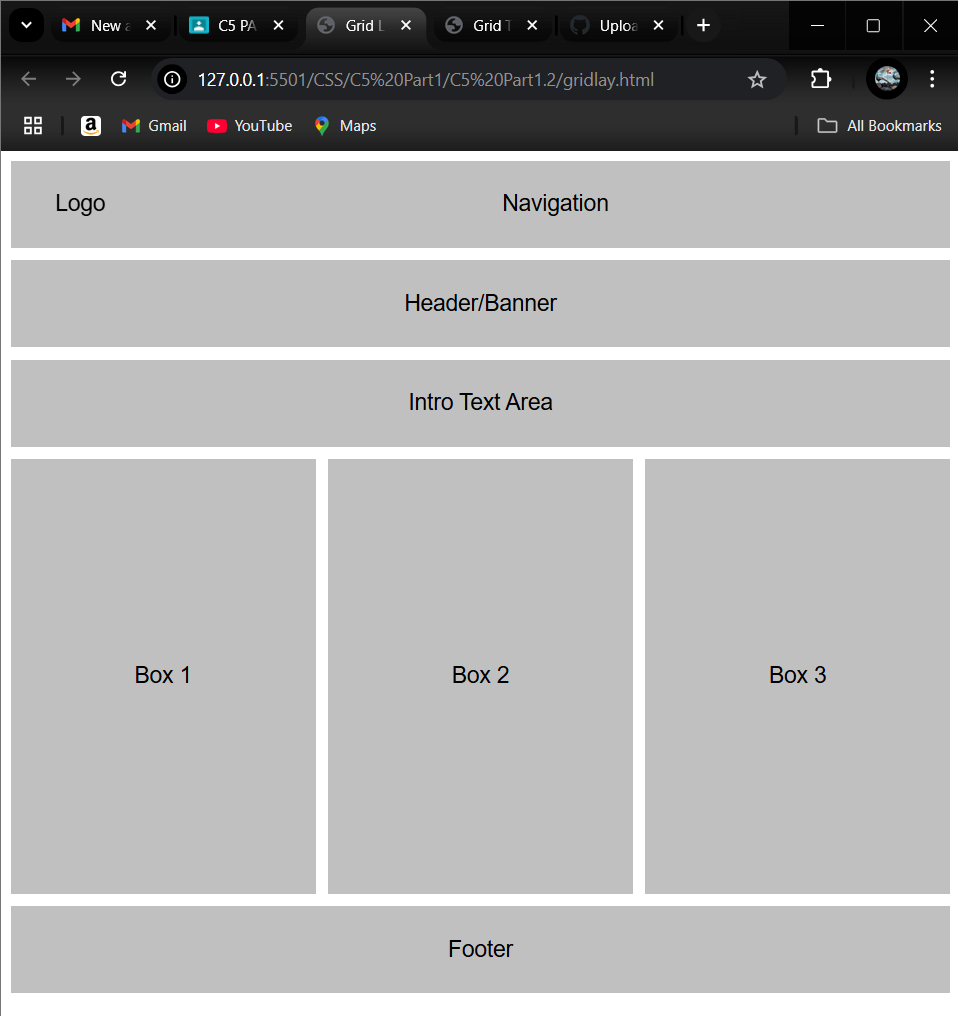 New a
C5 PA
Grid L
Grid T
Uploa
127.0.0.1:5501/CSS/C5%20Part1/C5%20Part1.2/gridlay.html
a Gmail YouTube Maps All Bookmarks
Logo Navigation
Header/Banner
Intro Text Area
Box 1 Box 2 Box 3
Footer